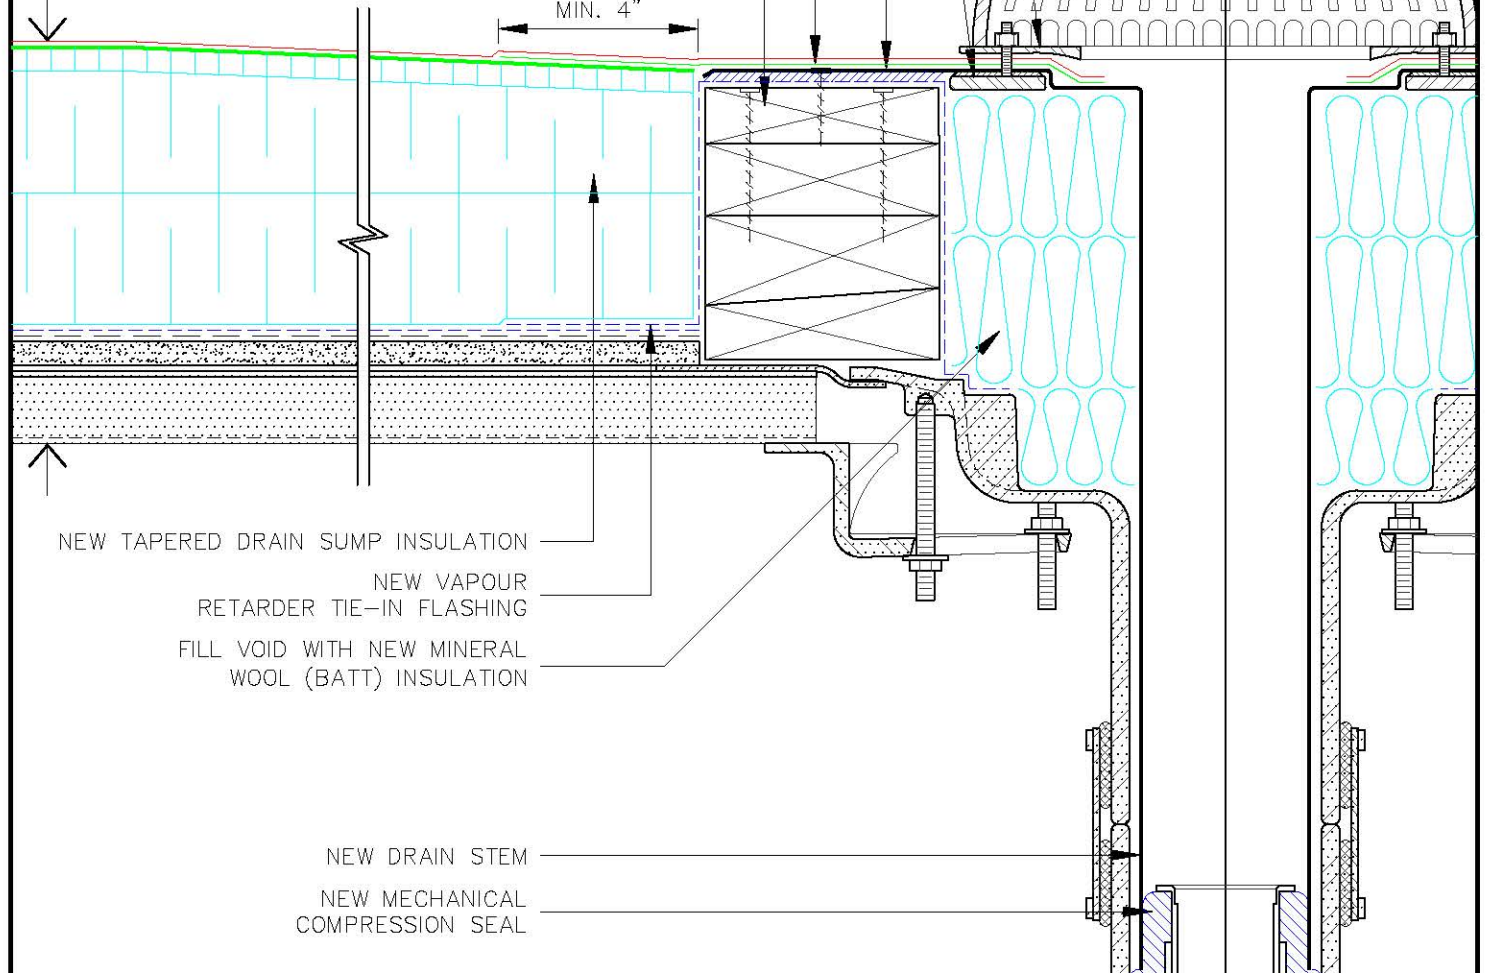 MIN. 4"
NEW TAPERED DRAIN SUMP INSULATION
NEW VAPOUR
RETARDER TIE-IN FLASHING
FILL VOID WITH NEW MINERAL
WOOL (BATT) INSULATION
NEW DRAIN STEM
NEW MECHANICAL
COMPRESSION SEAL